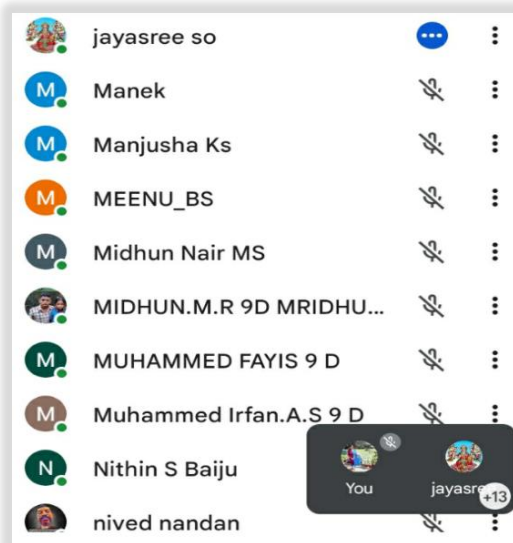 jayasree so
M Manek
M Manjusha Ks
M MEENU_BS
M Midhun Nair MS
MIDHUN.M.R 9D MRIDHU...
M MUHAMMED FAYIS 9 D
M Muhammed Irfan.A.S 9 D
N Nithin S Baiju
You jayasre +13
nived nandan